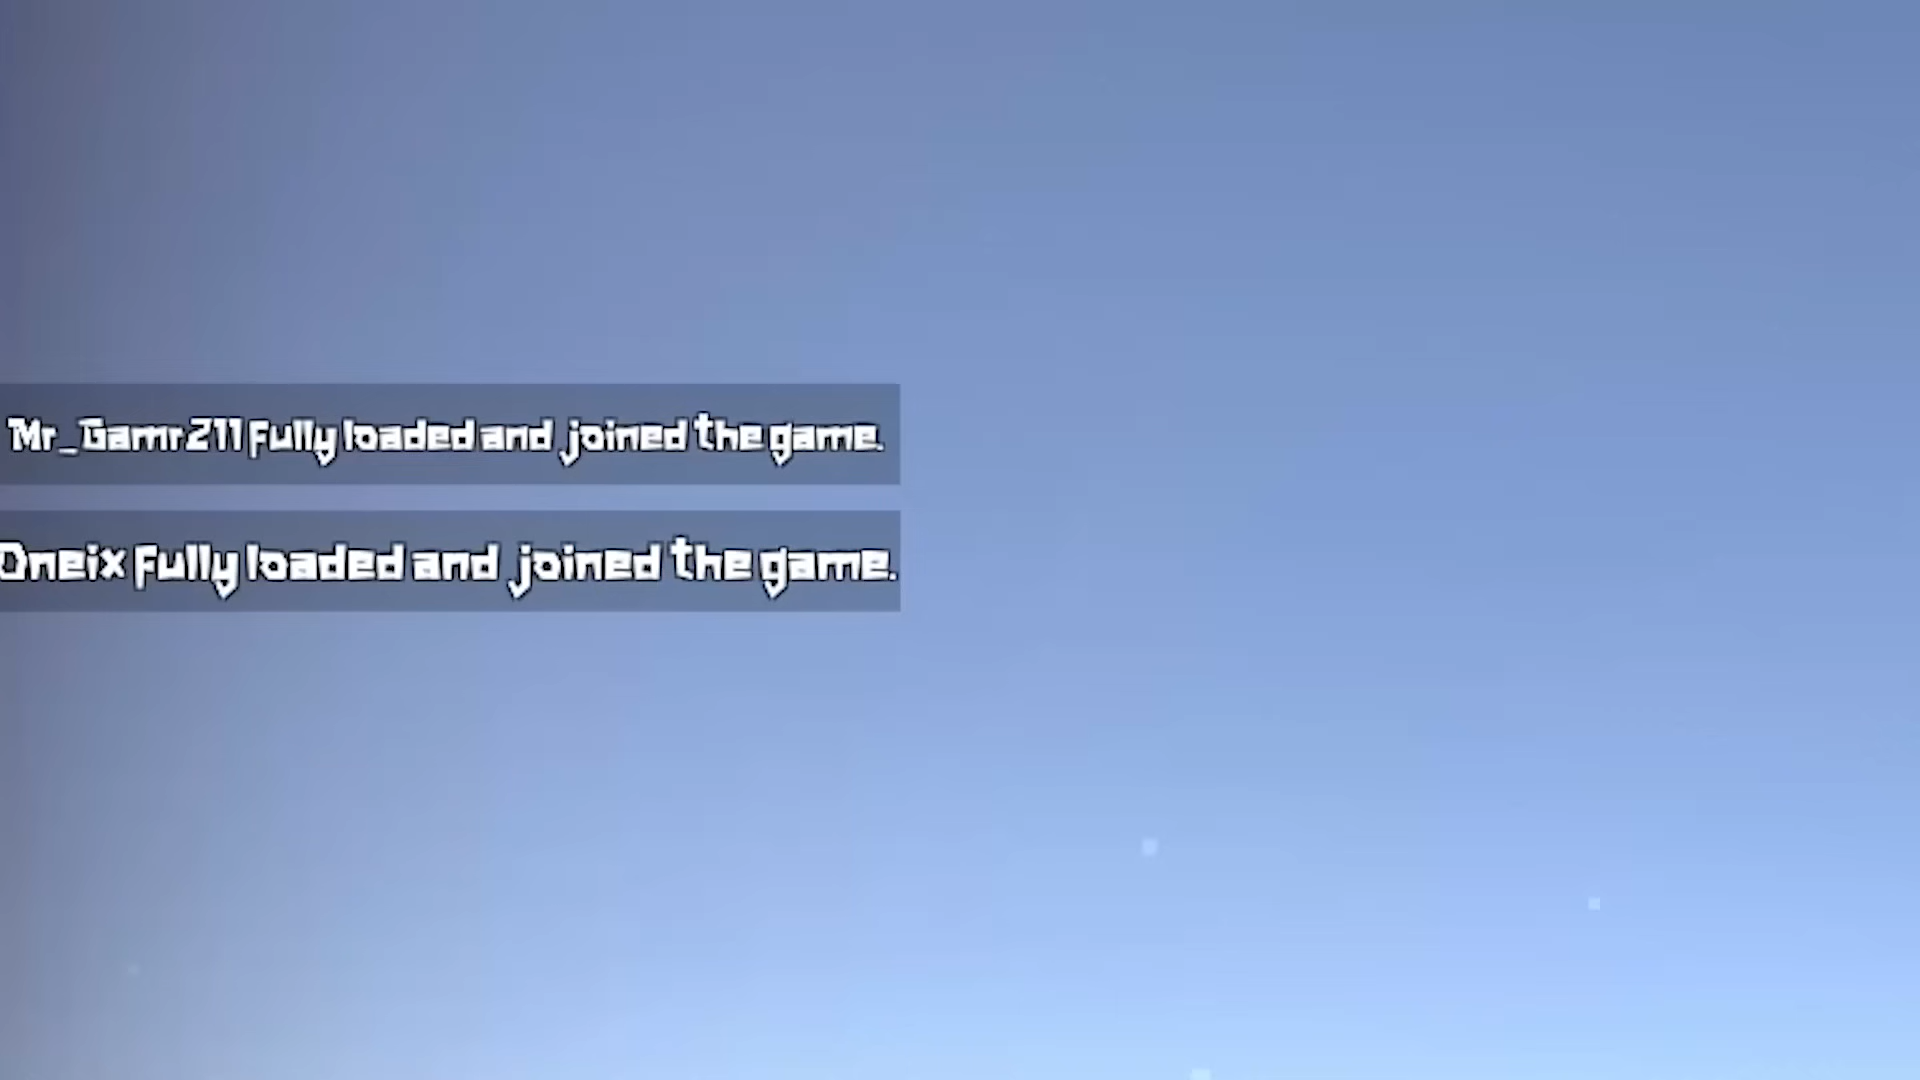 Mr_Gamr211 fully loaded and joined the game.
Oneix fully loaded and joined the game.